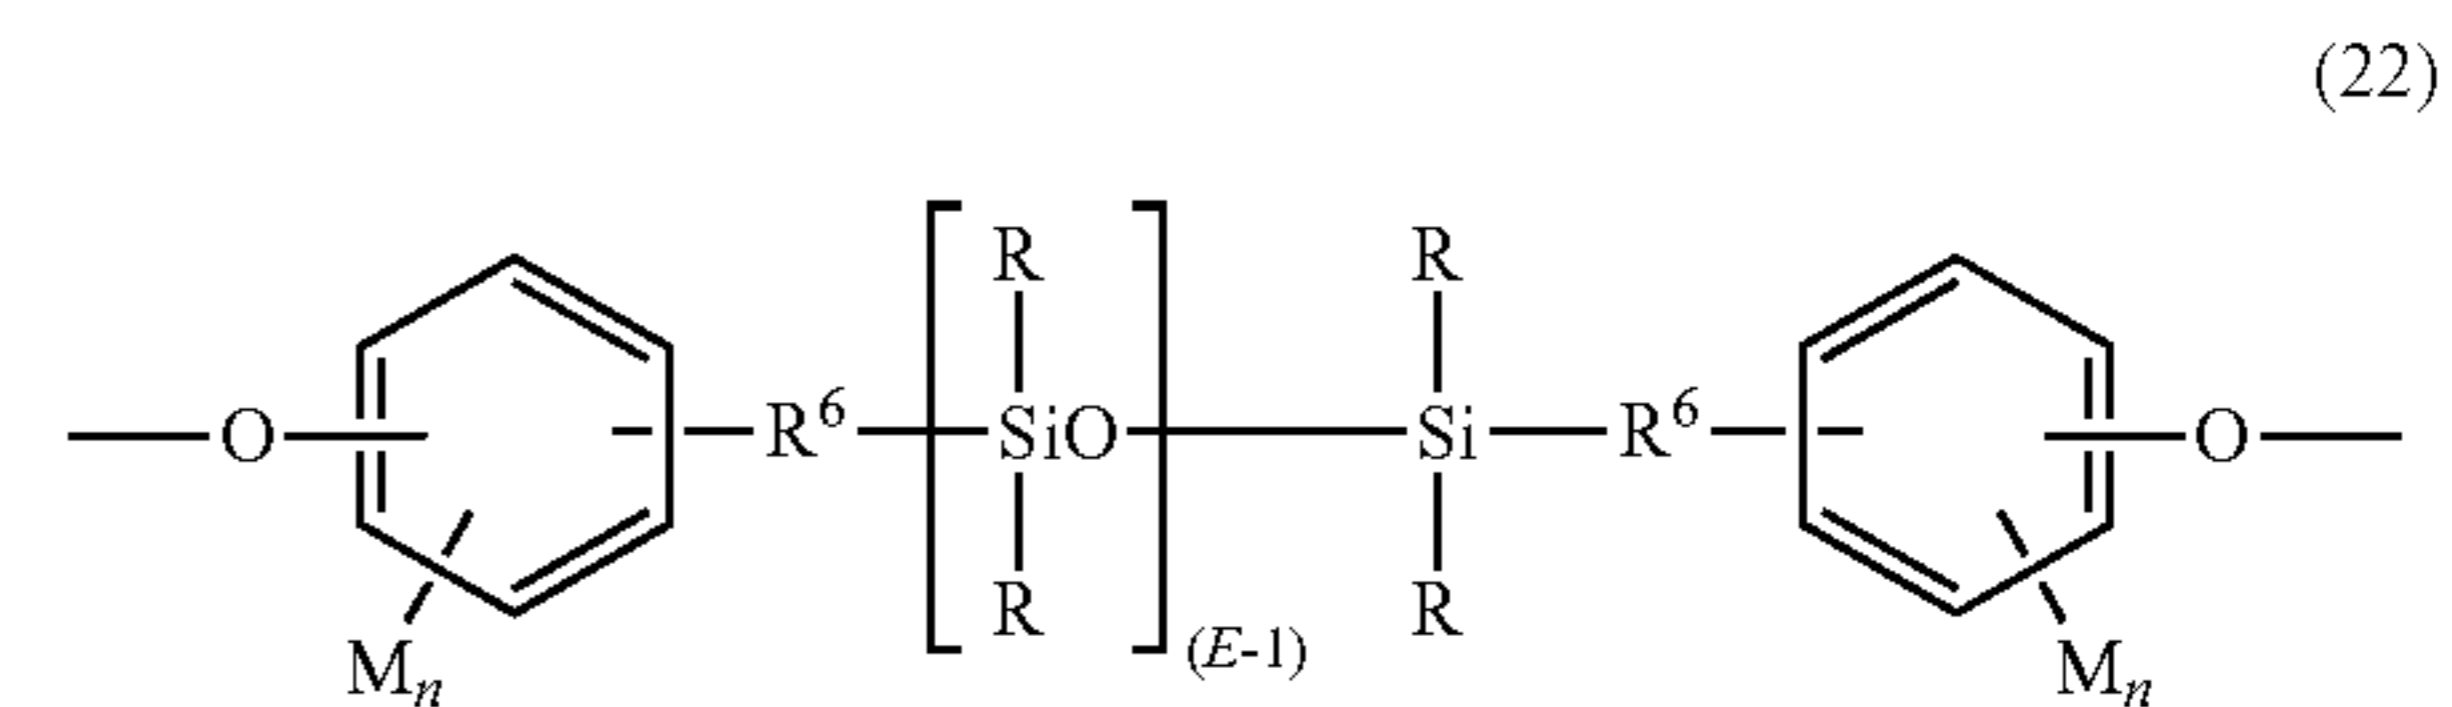 (22)
R R
O R⁶ SiO Si R⁶ O
R R
(E-1)
Mₙ Mₙ